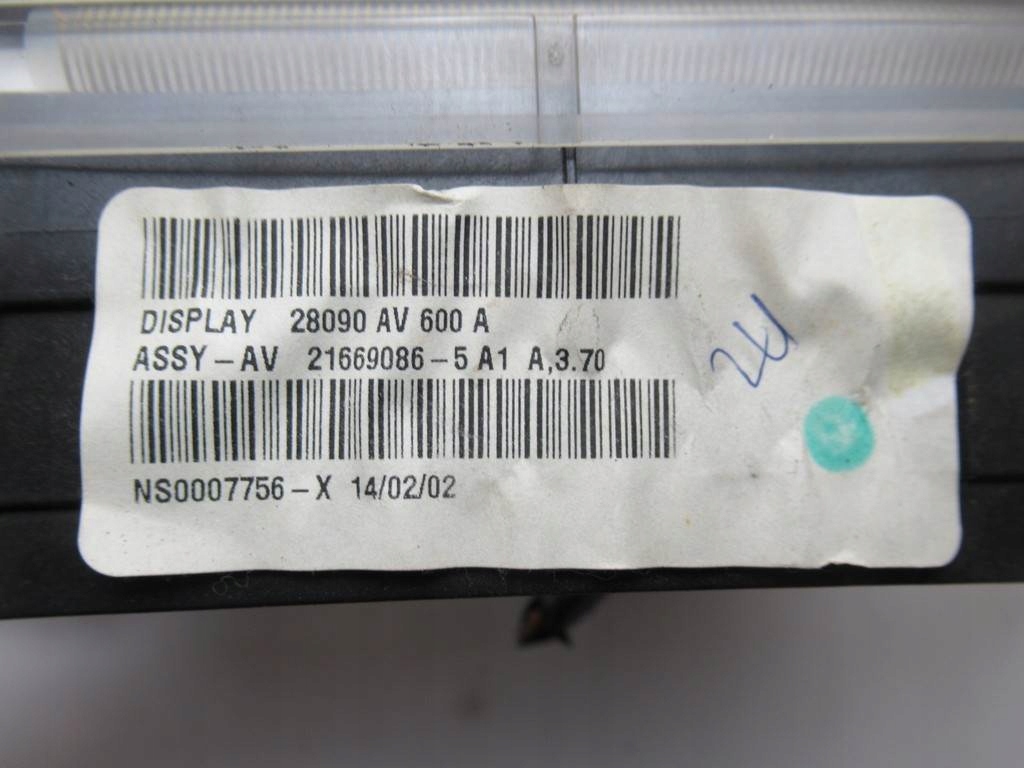 DISPLAY 28090 AV 600 A
ASSY-AV 21669086-5 A1 A,3.70
NS0007756-X 14/02/02